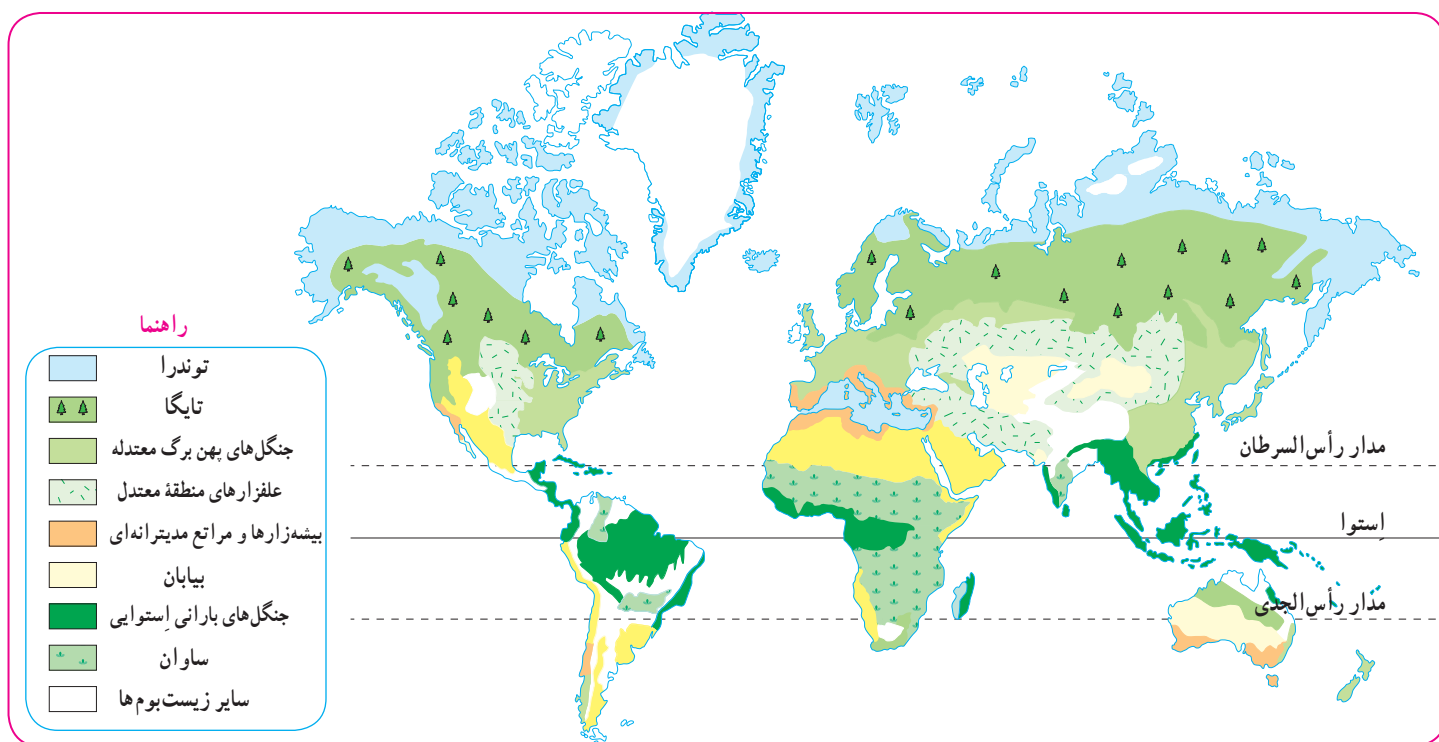 راهنما
توندرا
تایگا
جنگل‌های پهن برگ معتدله
علفزارهای منطقهٔ معتدل
بیشه‌زارها و مراتع مدیترانه‌ای
بیابان
جنگل‌های بارانی اِستوایی
ساوان
سایر زیست‌بوم‌ها
مدار رأس‌السرطان
اِستوا
مدار رأس‌الجدی